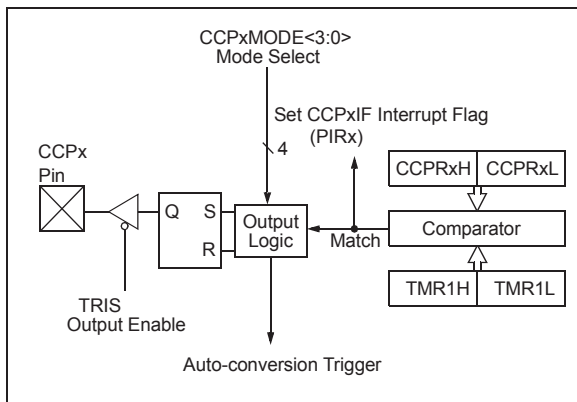 CCPxMODE<3:0>
Mode Select
Set CCPxIF Interrupt Flag
(PIRx)
4
CCPx
Pin
CCPRxH CCPRxL
Q S
R
Output
Logic
Match
Comparator
TMR1H TMR1L
TRIS
Output Enable
Auto-conversion Trigger